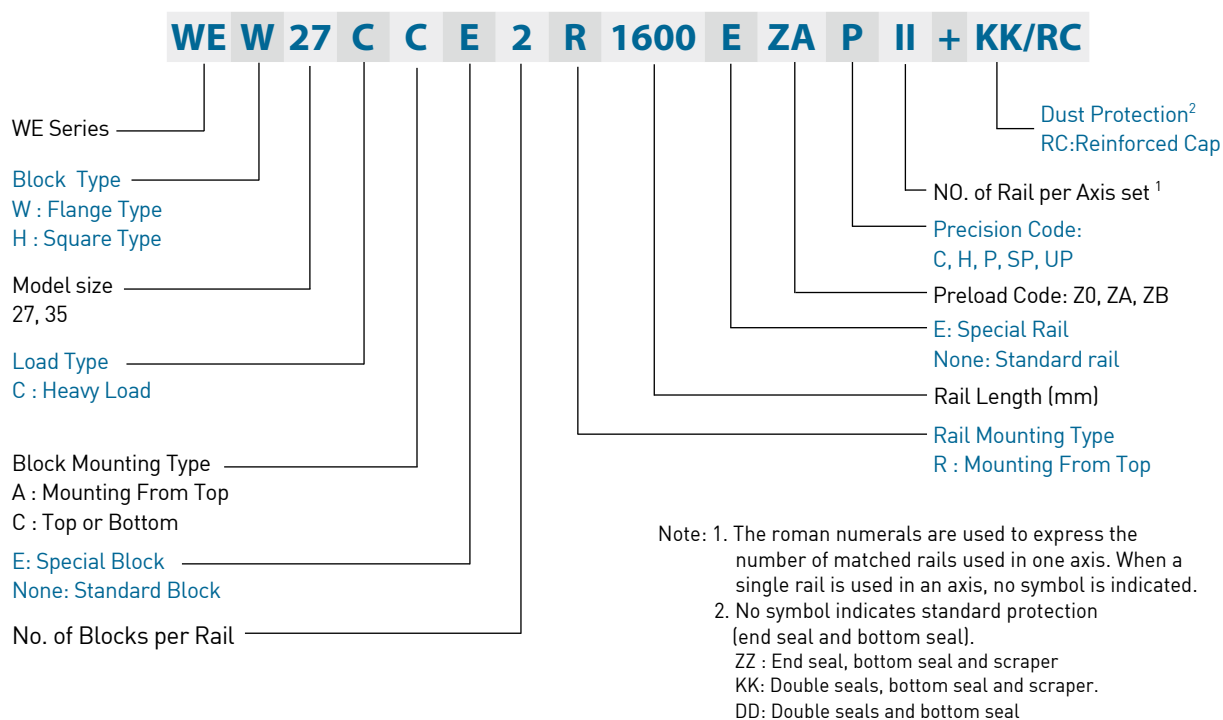 WE W 27 C C E 2 R 1600 E ZA P II + KK/RC
WE Series
Block Type
W : Flange Type
H : Square Type
Model size
27, 35
Load Type
C : Heavy Load
Block Mounting Type
A : Mounting From Top
C : Top or Bottom
E: Special Block
None: Standard Block
No. of Blocks per Rail
Dust Protection²
RC:Reinforced Cap
NO. of Rail per Axis set ¹
Precision Code:
C, H, P, SP, UP
Preload Code: Z0, ZA, ZB
E: Special Rail
None: Standard rail
Rail Length (mm)
Rail Mounting Type
R : Mounting From Top
Note: 1. The roman numerals are used to express the
number of matched rails used in one axis. When a
single rail is used in an axis, no symbol is indicated.
2. No symbol indicates standard protection
(end seal and bottom seal).
ZZ : End seal, bottom seal and scraper
KK: Double seals, bottom seal and scraper.
DD: Double seals and bottom seal